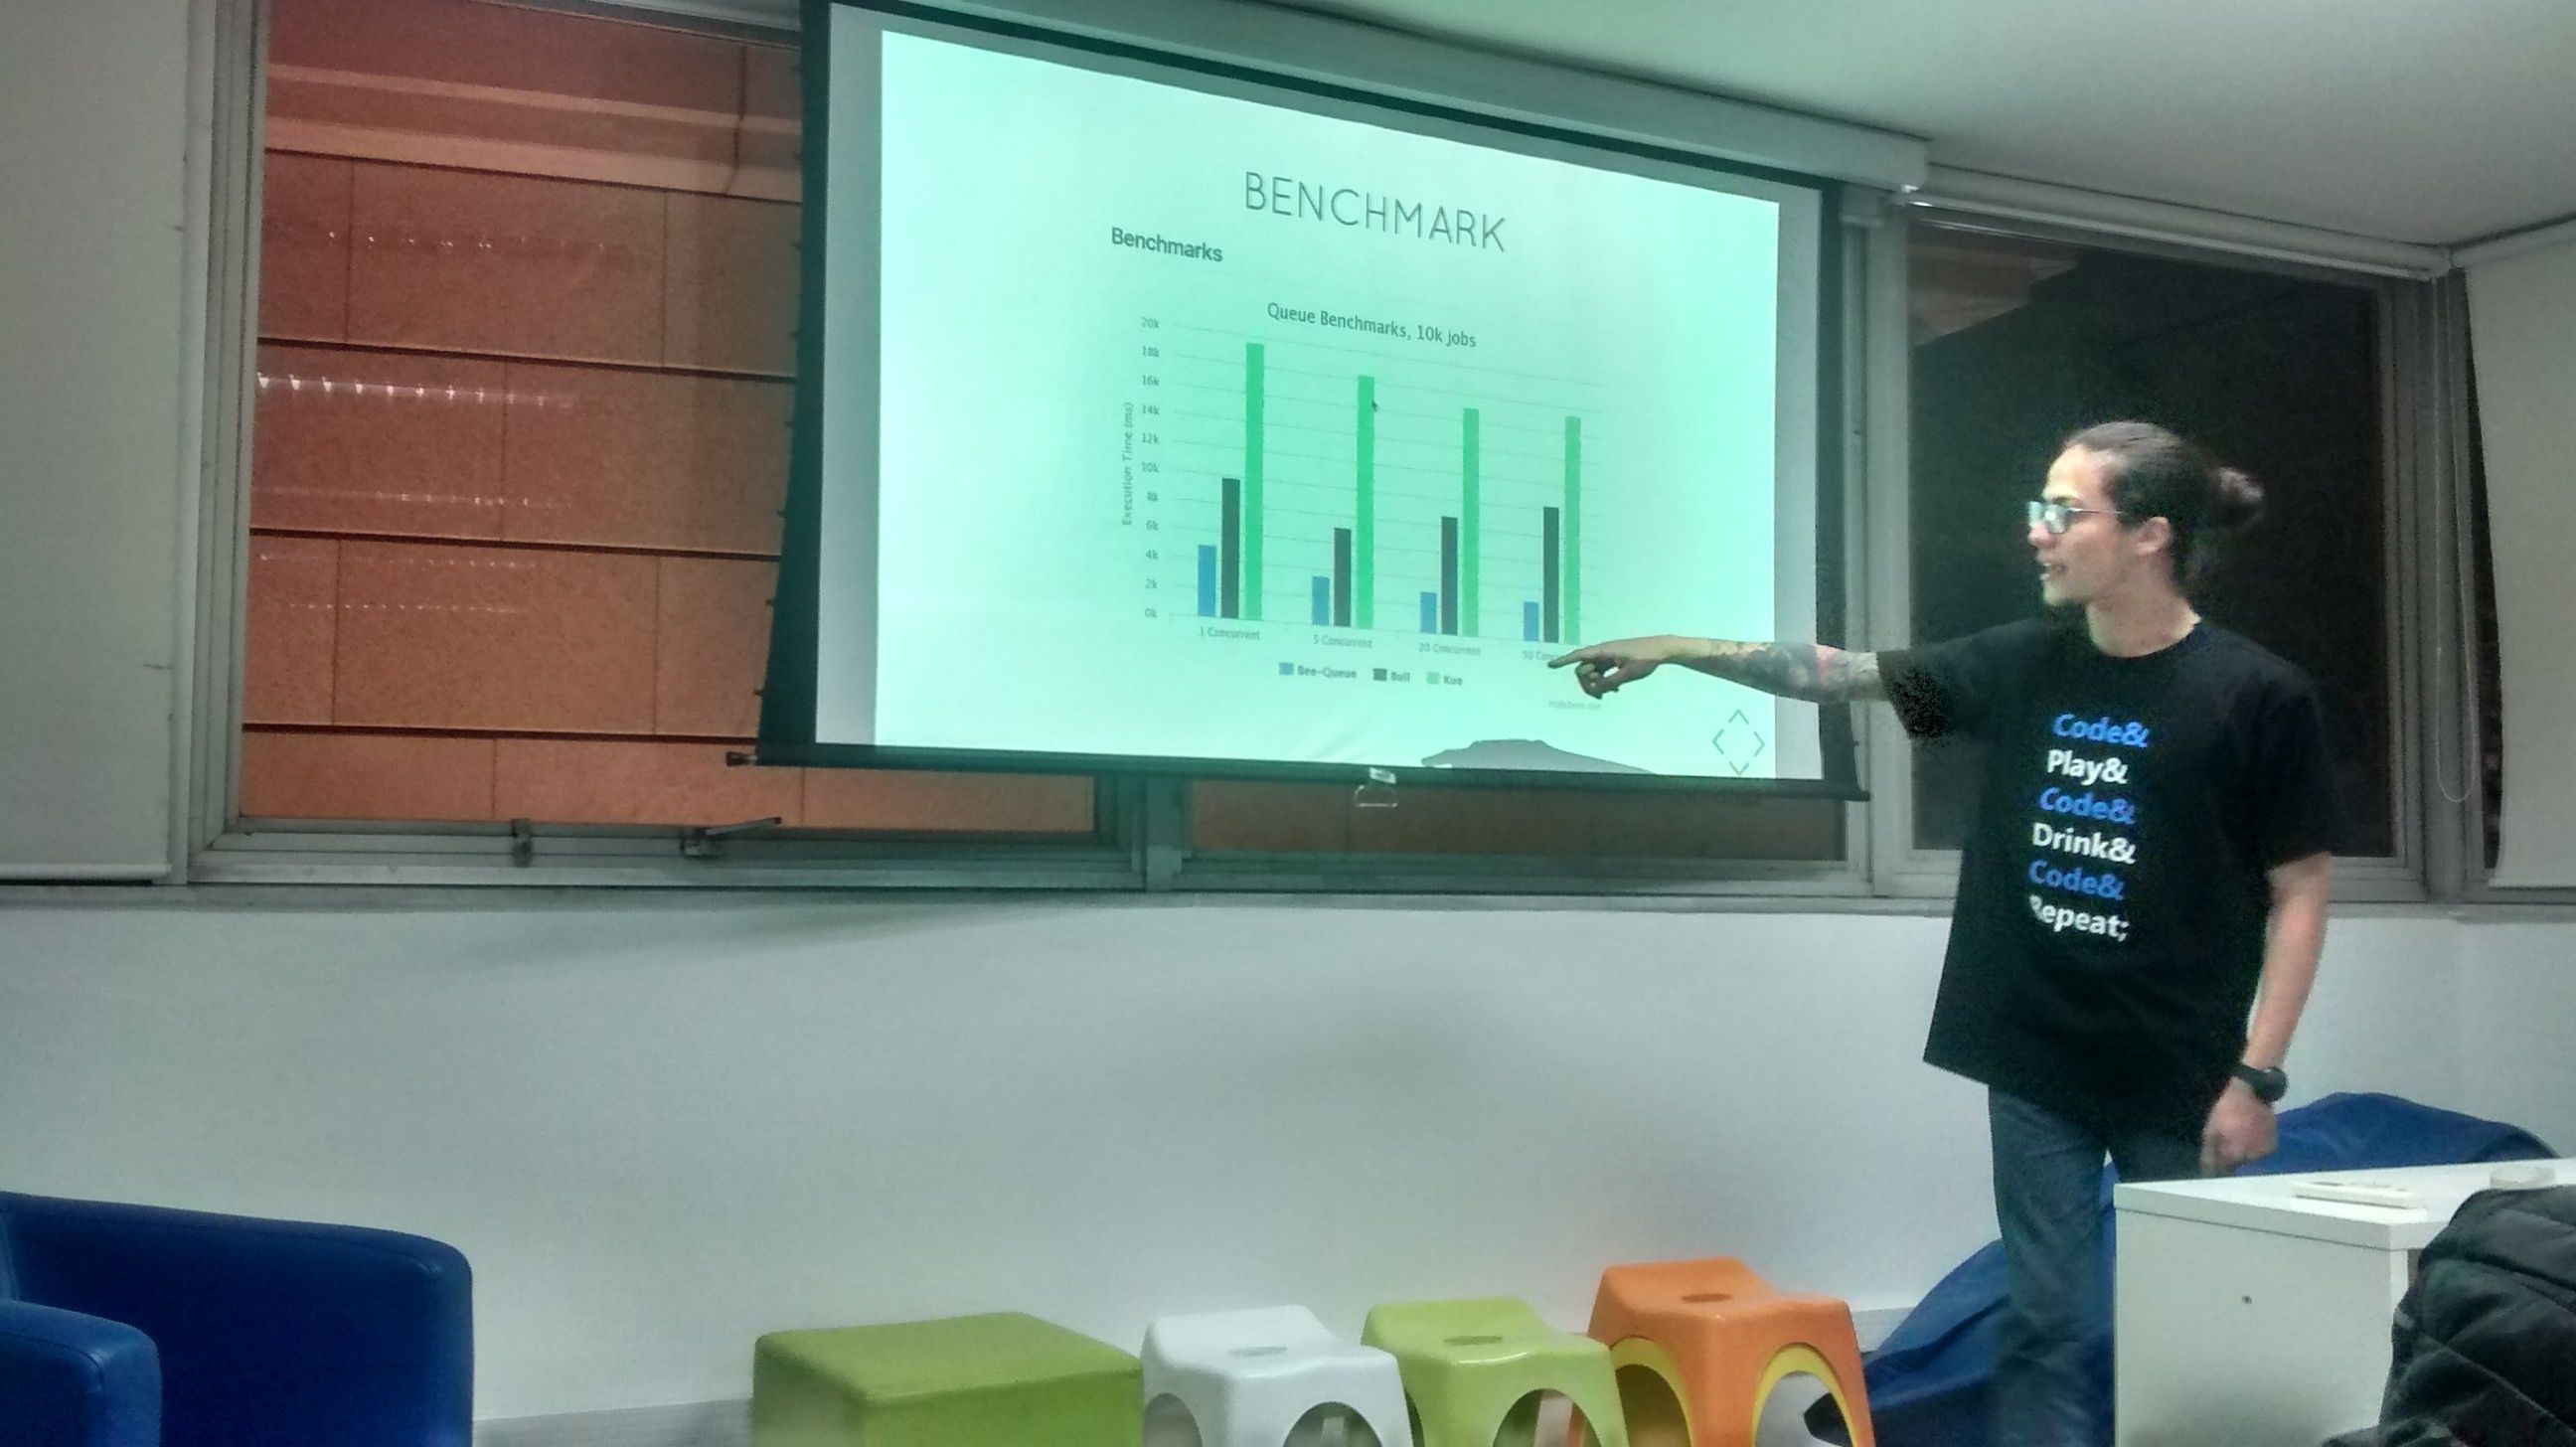 BENCHMARK
Benchmarks
Queue Benchmarks, 10k jobs
Execution Time (ms)
20k
18k
16k
14k
12k
10k
8k
6k
4k
2k
0k
1 Concurrent
5 Concurrent
20 Concurrent
50
Bee-Queue
Bull
Kue
Code&
Play&
Code&
Drink&
Code&
Repeat;